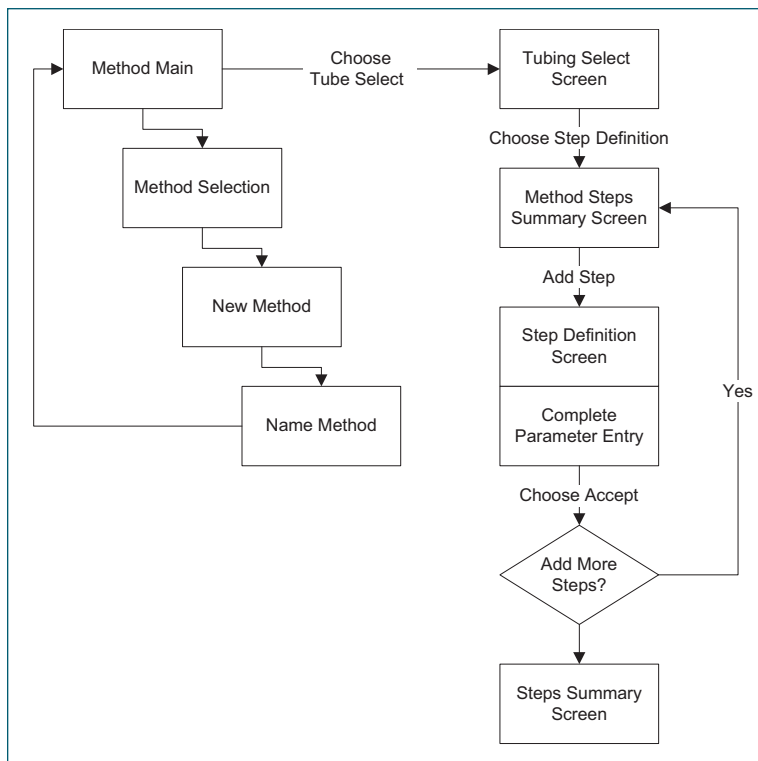 Method Main
Choose
Tube Select
Tubing Select
Screen
Method Selection
New Method
Name Method
Choose Step Definition
Method Steps
Summary Screen
Add Step
Step Definition
Screen
Complete
Parameter Entry
Yes
Choose Accept
Add More
Steps?
Steps Summary
Screen